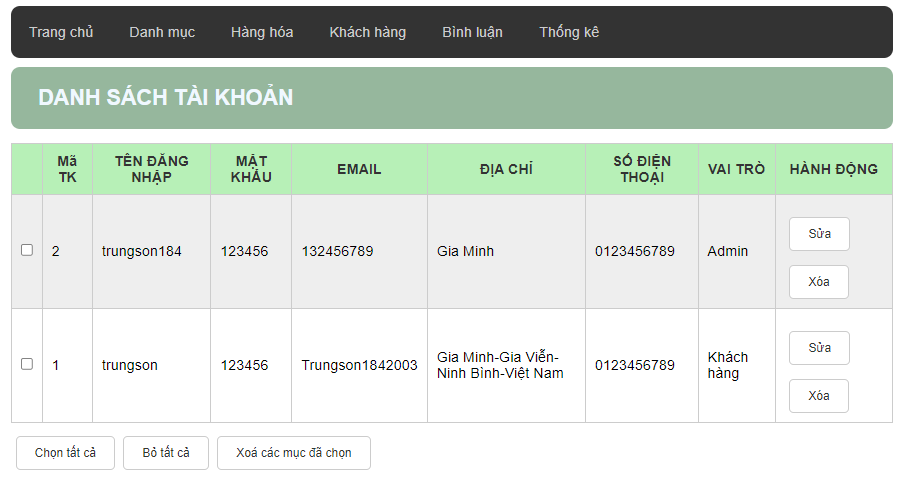 Trang chủ Danh mục Hàng hóa Khách hàng Bình luận Thống kê
DANH SÁCH TÀI KHOẢN
Mã TK TÊN ĐĂNG NHẬP MẬT KHẨU EMAIL ĐỊA CHỈ SỐ ĐIỆN THOẠI VAI TRÒ HÀNH ĐỘNG
2 trungson184 123456 132456789 Gia Minh 0123456789 Admin Sửa
Xóa
1 trungson 123456 Trungson1842003 Gia Minh-Gia Viễn-Ninh Bình-Việt Nam 0123456789 Khách hàng Sửa
Xóa
Chọn tất cả Bỏ tất cả Xoá các mục đã chọn